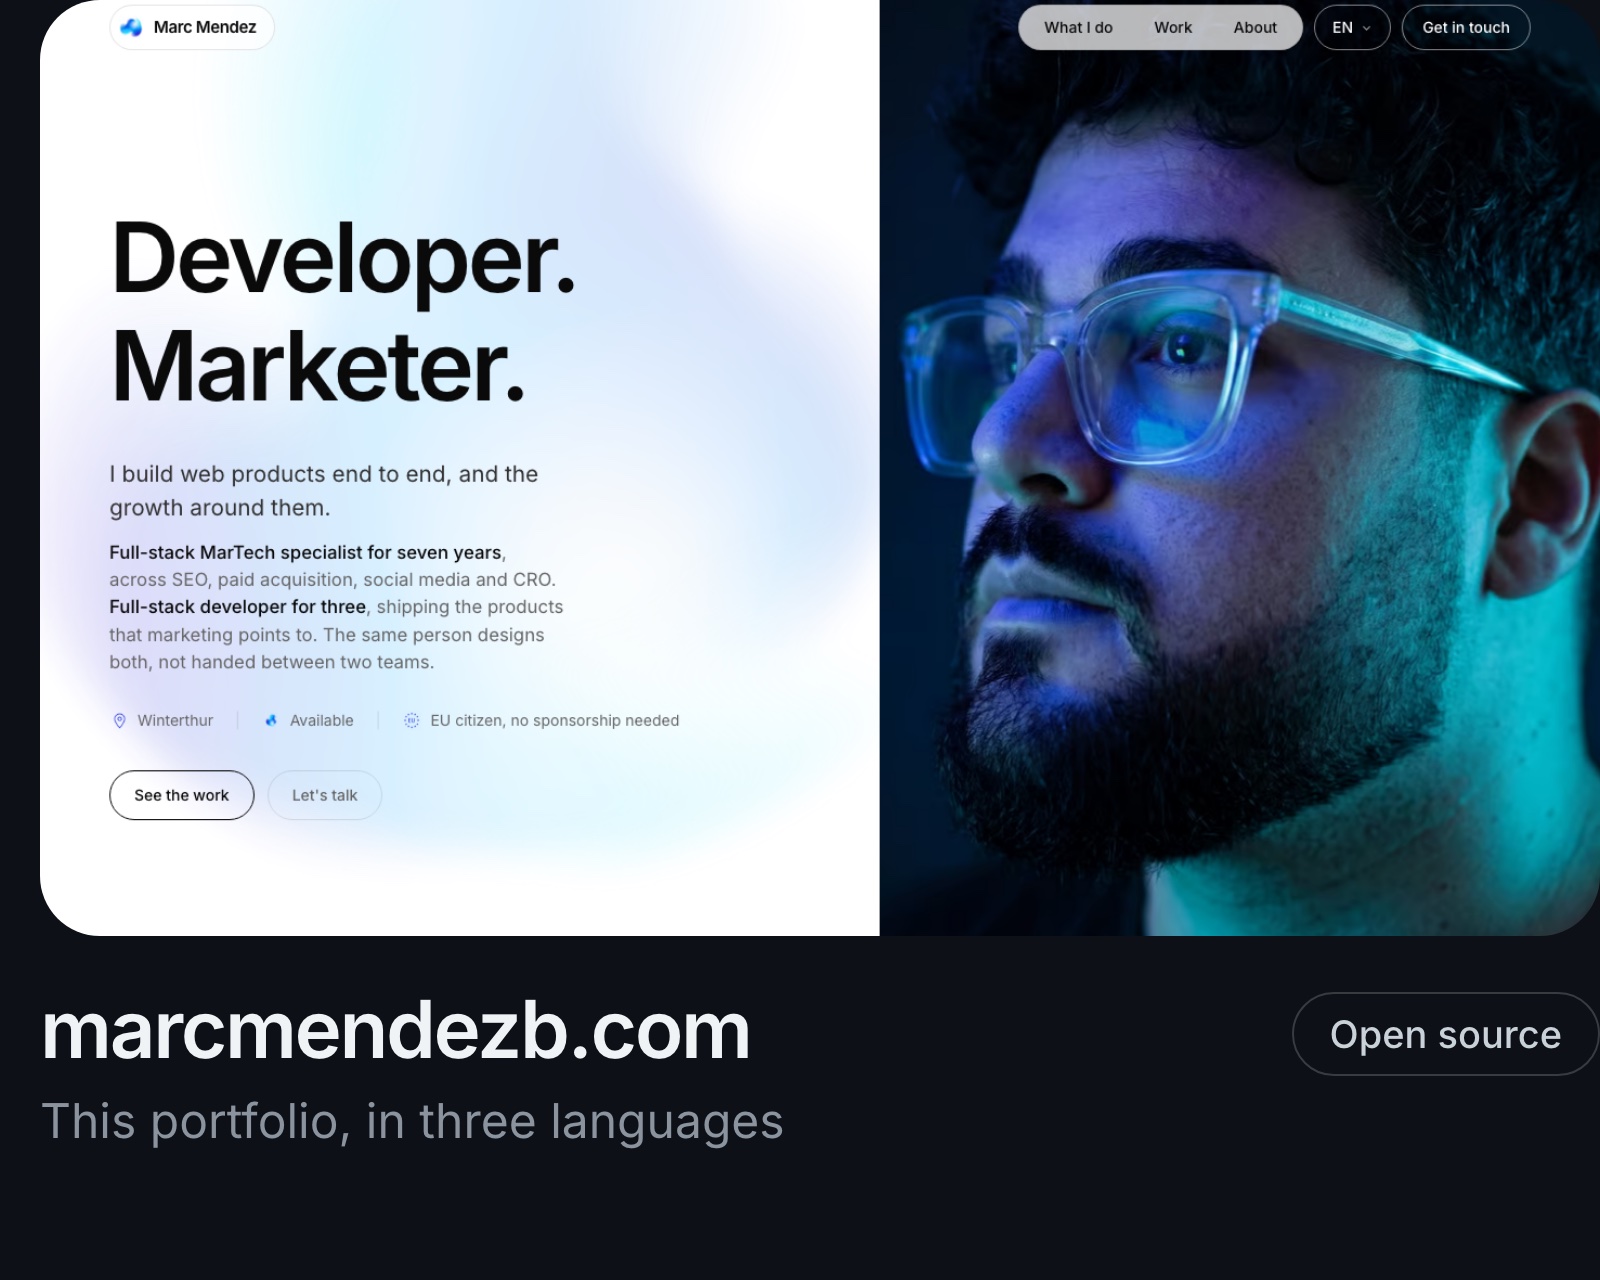 Marc Mendez
What I do
Work
About
EN
Get in touch
Developer.
Marketer.
I build web products end to end, and the
growth around them.
Full-stack MarTech specialist for seven years,
across SEO, paid acquisition, social media and CRO.
Full-stack developer for three, shipping the products
that marketing points to. The same person designs
both, not handed between two teams.
Winterthur
Available
EU citizen, no sponsorship needed
See the work
Let's talk
marcmendezb.com
Open source
This portfolio, in three languages